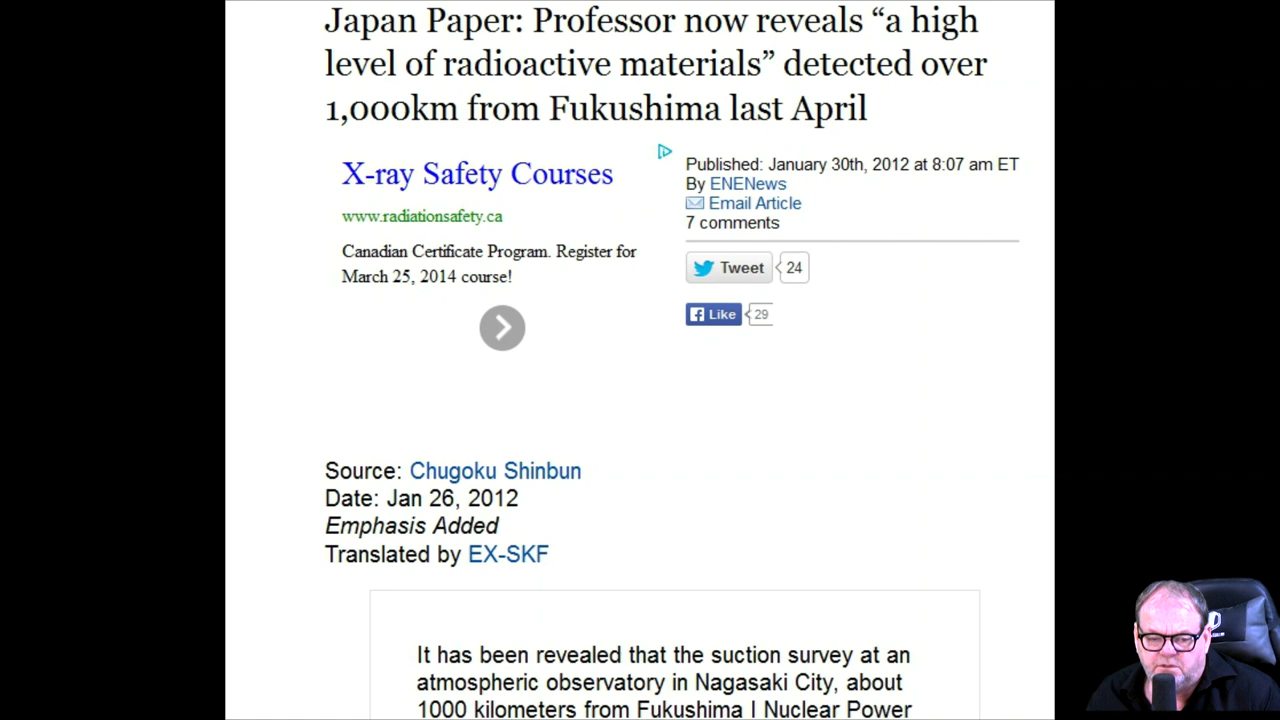 Japan Paper: Professor now reveals “a high
level of radioactive materials” detected over
1,000km from Fukushima last April
X-ray Safety Courses
www.radiationsafety.ca
Canadian Certificate Program. Register for
March 25, 2014 course!
Published: January 30th, 2012 at 8:07 am ET
By ENENews
Email Article
7 comments
Tweet 24
Like 29
Source: Chugoku Shinbun
Date: Jan 26, 2012
Emphasis Added
Translated by EX-SKF
It has been revealed that the suction survey at an
atmospheric observatory in Nagasaki City, about
1000 kilometers from Fukushima I Nuclear Power